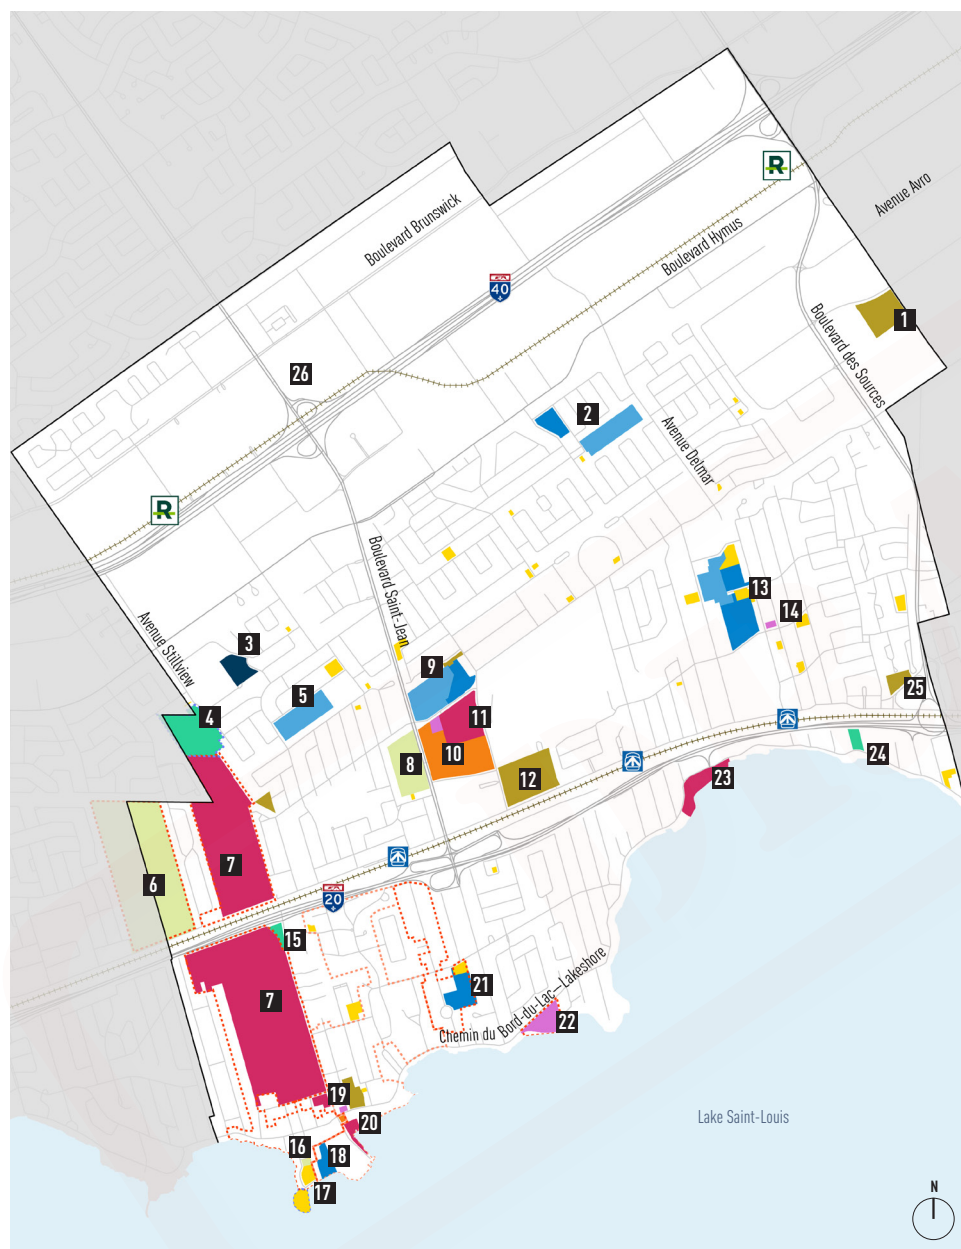 R
Avenue Avro
Boulevard Brunswick
Boulevard Hymus
40
1
Boulevard des Sources
26
2
Avenue Delmar
R
Boulevard Saint-Jean
13
14
Avenue Stillview
3
9
5
25
4
11
10
8
24
12
23
7
6
20
15
21
7
Chemin du Bord-du-Lac—Lakeshore
22
19
20
Lake Saint-Louis
16
18
17
N